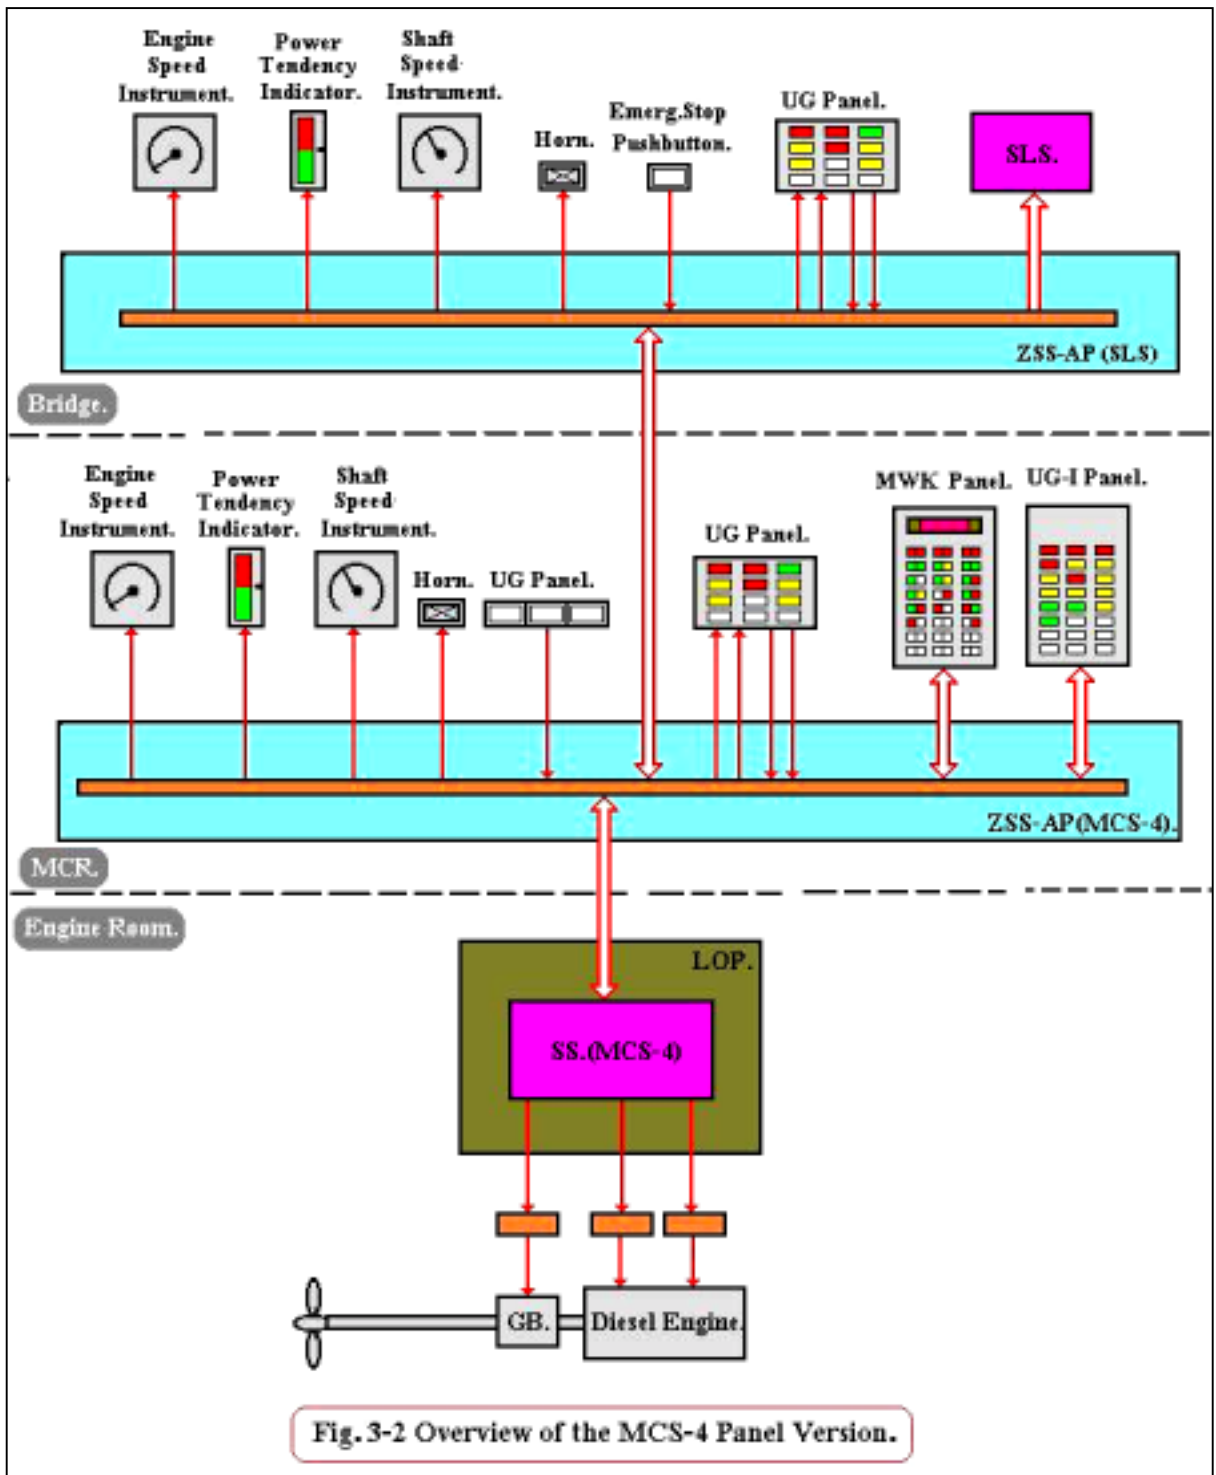 Engine
Speed
Instrument.
Power
Tendency
Indicator.
Shaft
Speed
Instrument.
Horn.
Emerg.Stop
Pushbutton.
UG Panel.
SLS.
ZSS-AP (SLS)
Bridge.
Engine
Speed
Instrument.
Power
Tendency
Indicator.
Shaft
Speed
Instrument.
Horn.
UG Panel.
UG Panel.
MWK Panel.
UG-I Panel.
ZSS-AP(MCS-4).
MCR.
Engine Room.
LOP.
SS.(MCS-4)
GB.
Diesel Engine.
Fig. 3-2 Overview of the MCS-4 Panel Version.